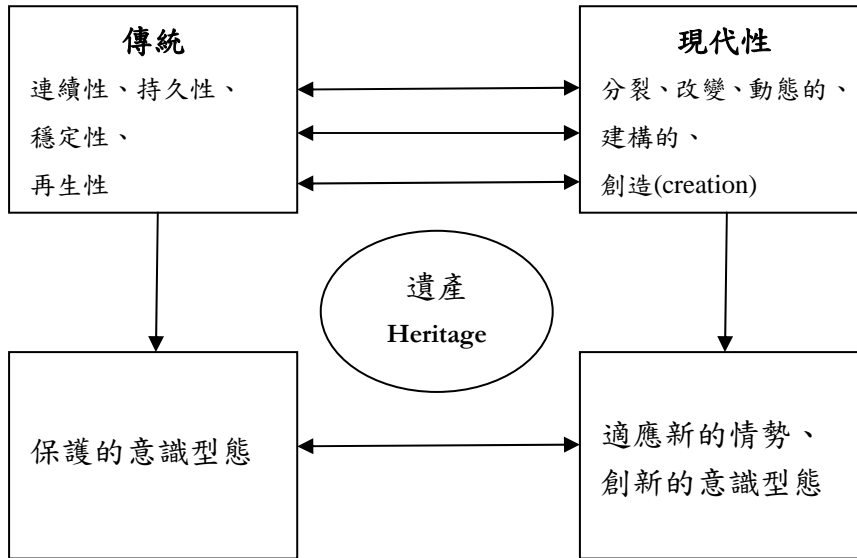 傳統
連續性、持久性、
穩定性、
再生性
現代性
分裂、改變、動態的、
建構的、
創造(creation)
遺產
Heritage
保護的意識型態
適應新的情勢、
創新的意識型態